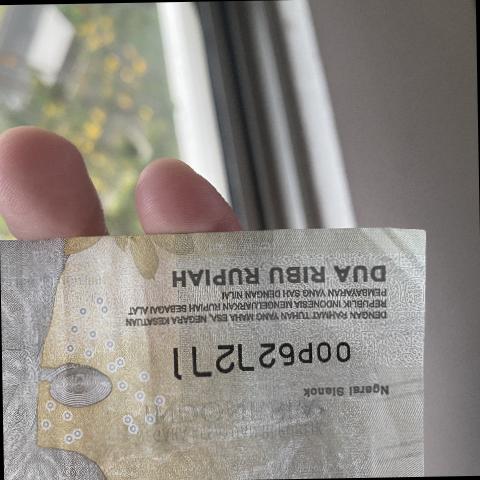 Ngarai Sianok
OOP627271
DENGAN RAHMAT TUHAN YANG MAHA ESA, NEGARA KESATUAN
REPUBLIK INDONESIA MENGELUARKAN RUPIAH SEBAGAI ALAT
PEMBAYARAN YANG SAH DENGAN NILAI
DUA RIBU RUPIAH